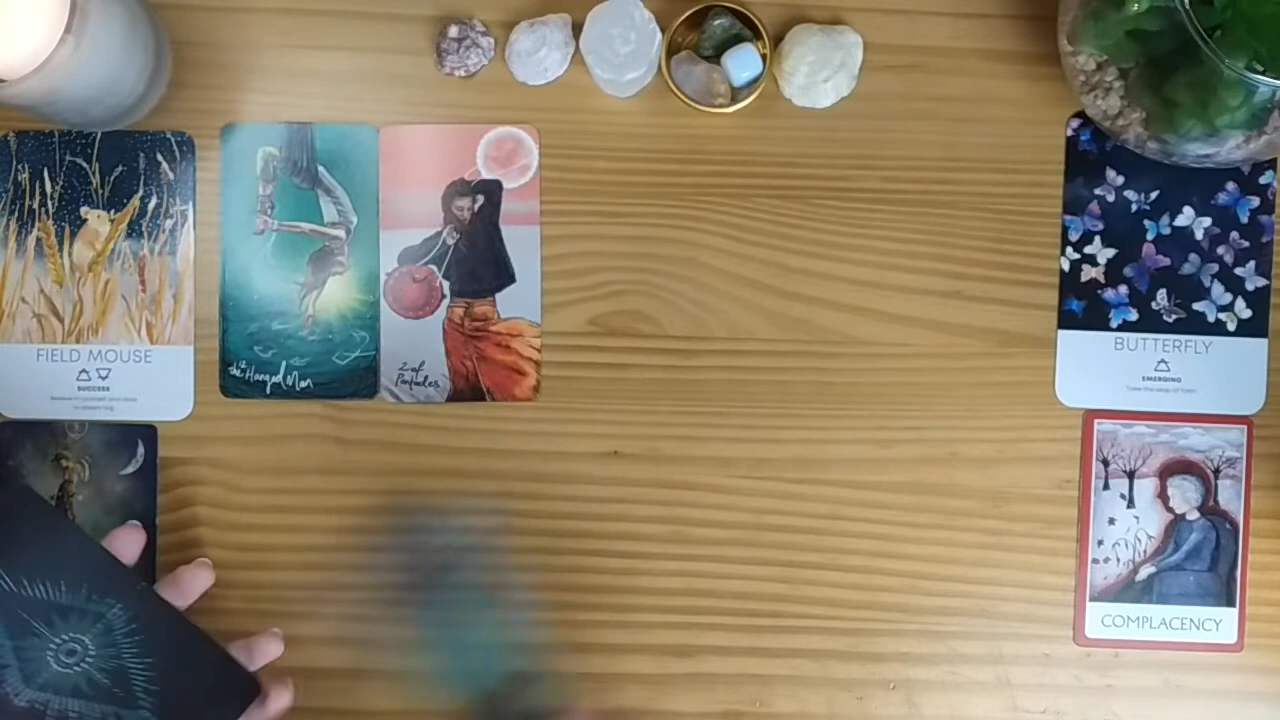 FIELD MOUSE
SUCCESS
the 12 Hanged Man
2 of
Pentacles
BUTTERFLY
EMERGING
COMPLACENCY